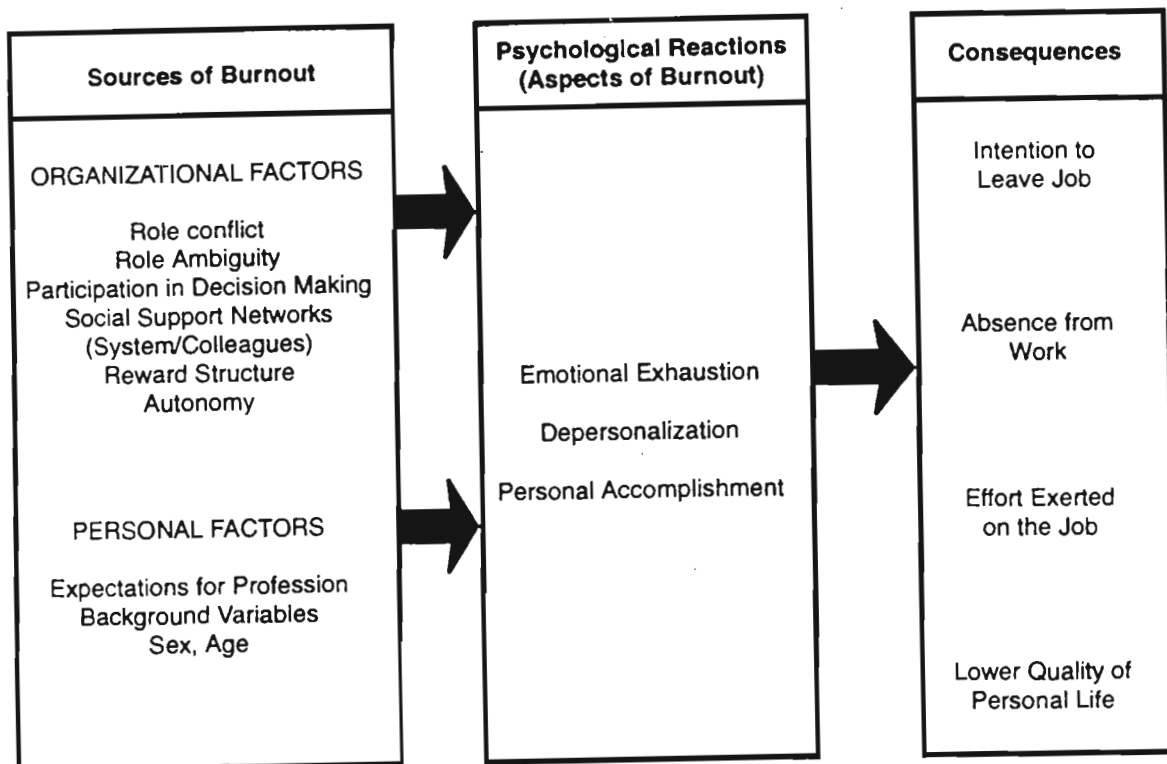 Sources of Burnout
ORGANIZATIONAL FACTORS
Role conflict
Role Ambiguity
Participation in Decision Making
Social Support Networks
(System/Colleagues)
Reward Structure
Autonomy
PERSONAL FACTORS
Expectations for Profession
Background Variables
Sex, Age
Psychological Reactions
(Aspects of Burnout)
Emotional Exhaustion
Depersonalization
Personal Accomplishment
Consequences
Intention to
Leave Job
Absence from
Work
Effort Exerted
on the Job
Lower Quality of
Personal Life